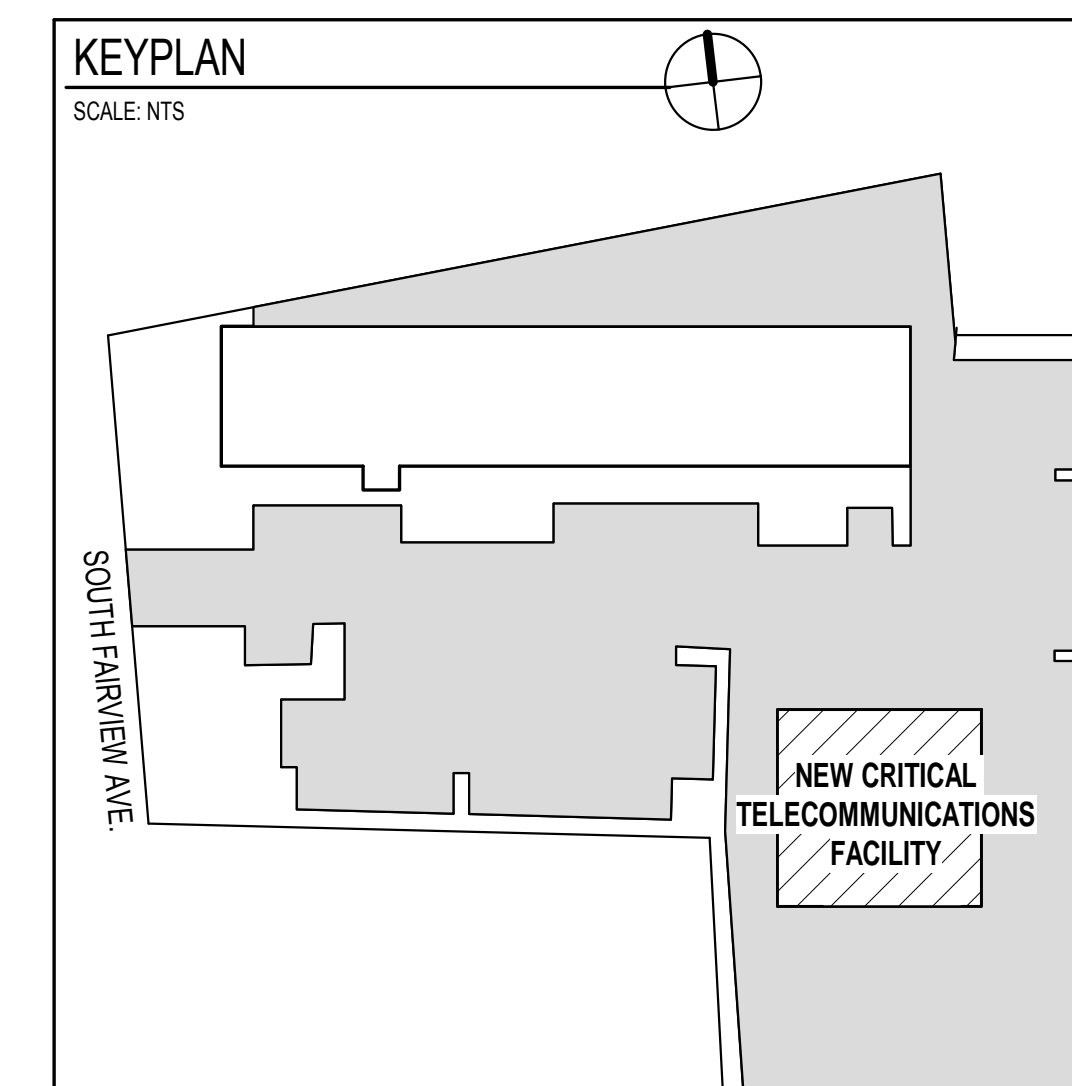 KEYPLAN
SCALE: NTS
SOUTH FAIRVIEW AVE.
NEW CRITICAL
TELECOMMUNICATIONS
FACILITY